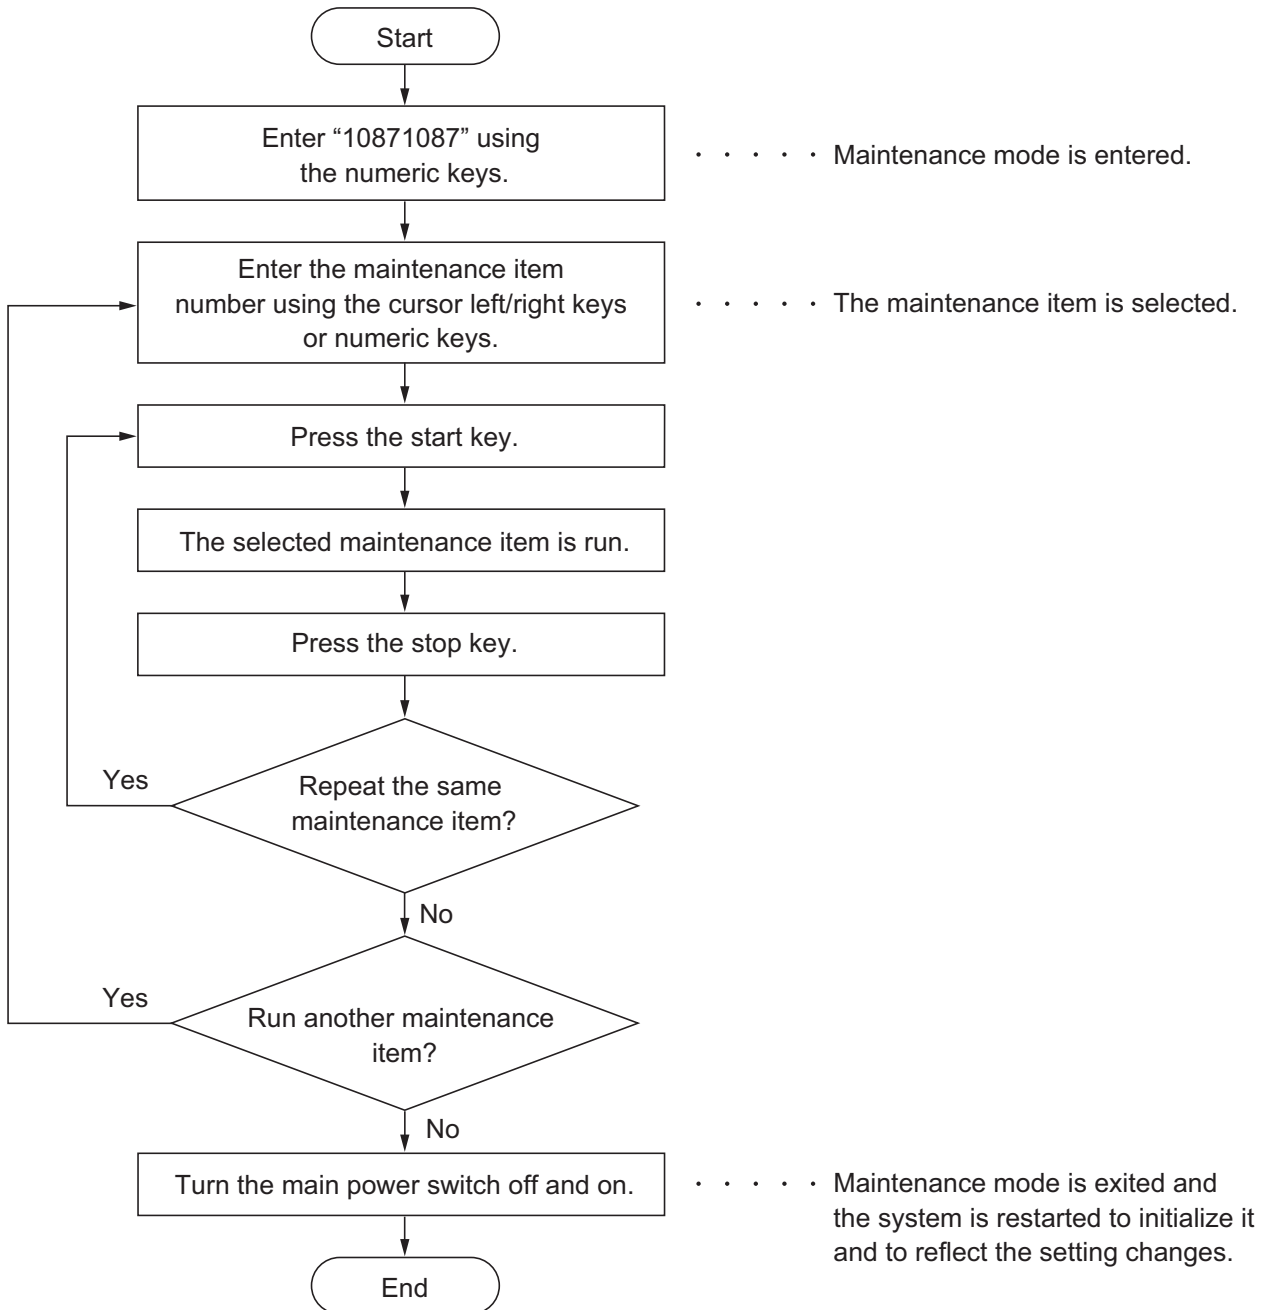 Start
Enter “10871087” using
the numeric keys.
· · · · · Maintenance mode is entered.
Enter the maintenance item
number using the cursor left/right keys
or numeric keys.
· · · · · The maintenance item is selected.
Press the start key.
The selected maintenance item is run.
Press the stop key.
Yes
Repeat the same
maintenance item?
No
Yes
Run another maintenance
item?
No
Turn the main power switch off and on.
· · · · · Maintenance mode is exited and
the system is restarted to initialize it
and to reflect the setting changes.
End